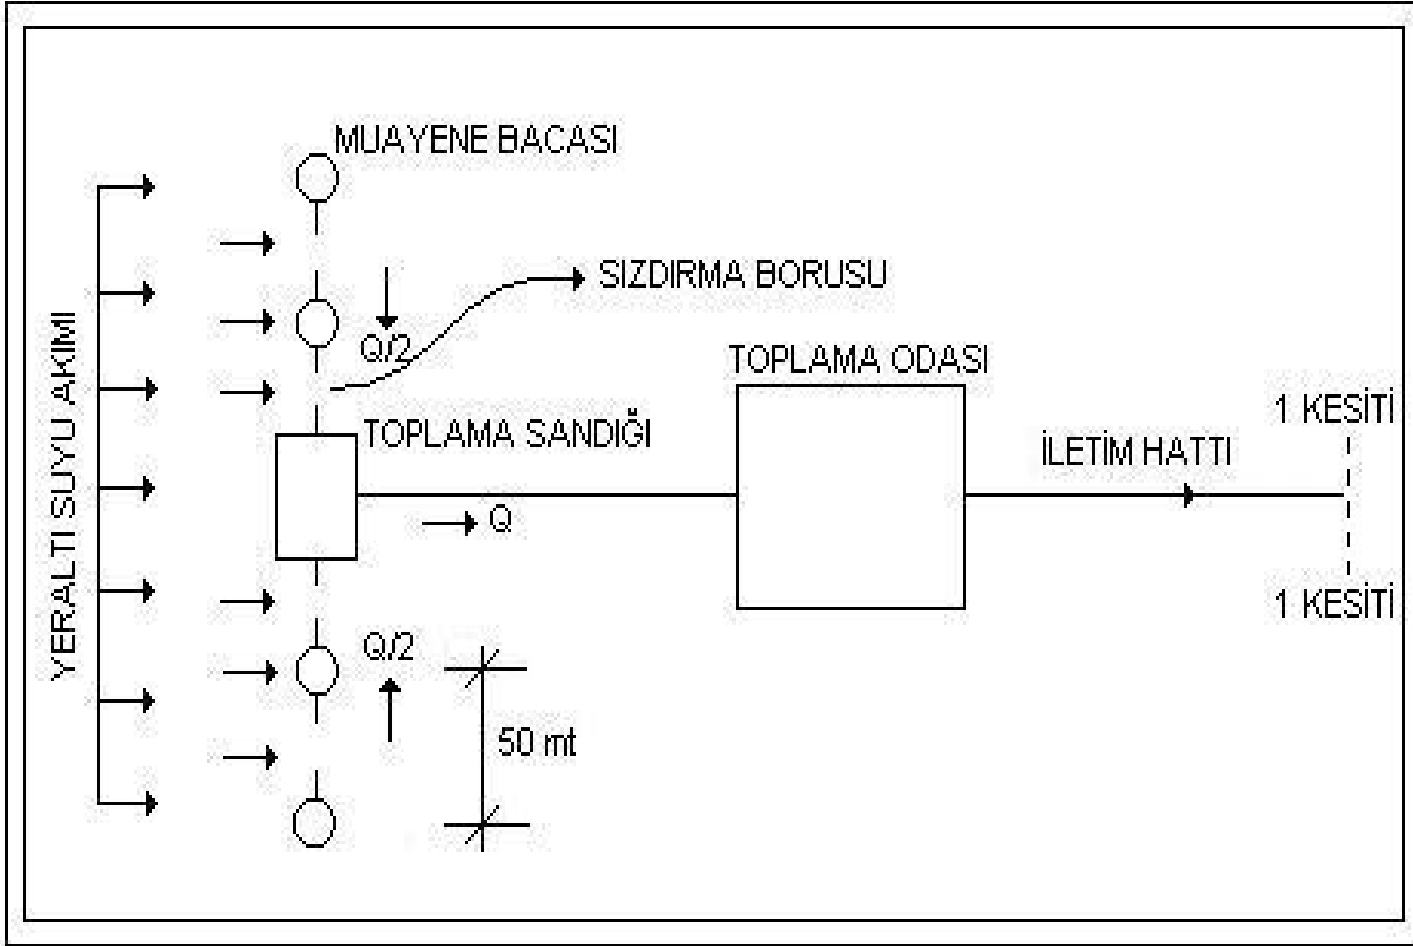 MUAYENE BACASI
SIZDIRMA BORUSU
Q/2
YERALTI SUYU AKIMI
TOPLAMA ODASI
TOPLAMA SANDIĞI
1 KESİTİ
İLETİM HATTI
Q
1 KESİTİ
Q/2
50 mt